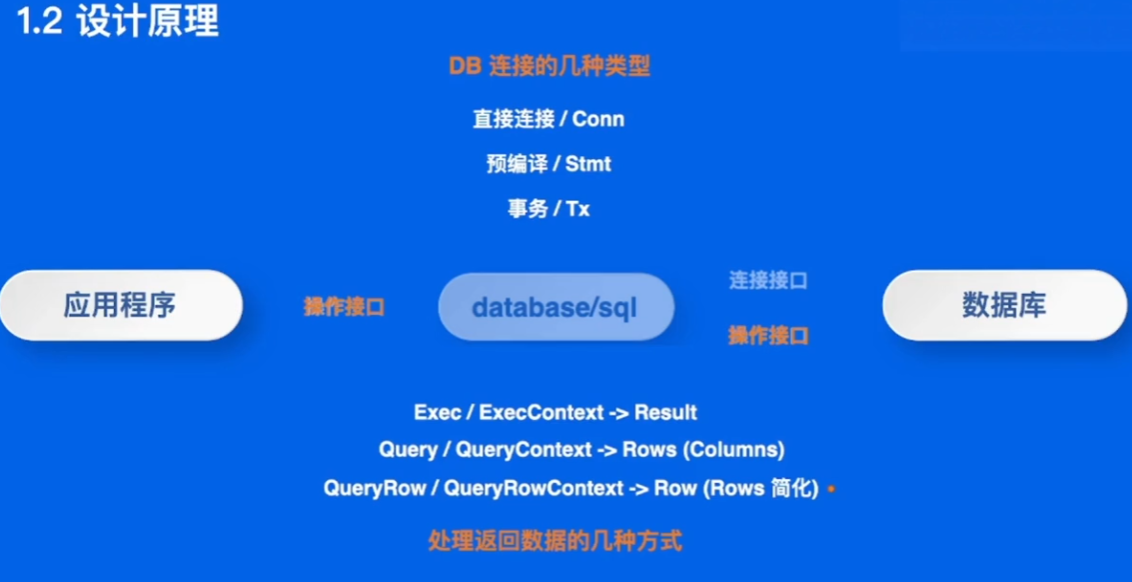 1.2 设计原理
DB 连接的几种类型
直接连接 / Conn
预编译 / Stmt
事务 / Tx
应用程序
操作接口
database/sql
连接接口
操作接口
数据库
Exec / ExecContext -> Result
Query / QueryContext -> Rows (Columns)
QueryRow / QueryRowContext -> Row (Rows 简化)
处理返回数据的几种方式